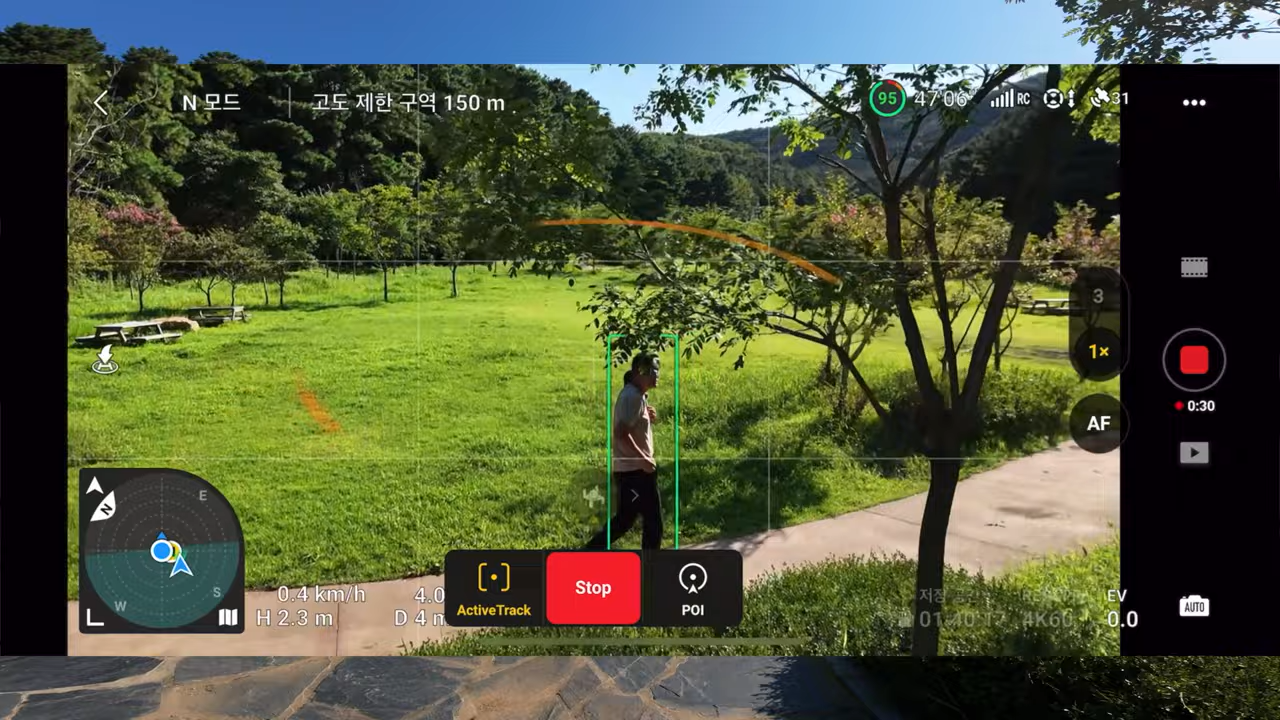 N 모드
고도 제한 구역 150 m
95
47'06"
RC
31
3
1×
AF
0:30
N
E
S
W
0.4 km/h
H 2.3 m
4.0
D 4 m
ActiveTrack
Stop
POI
01:40:17
4K60
EV
0.0
AUTO